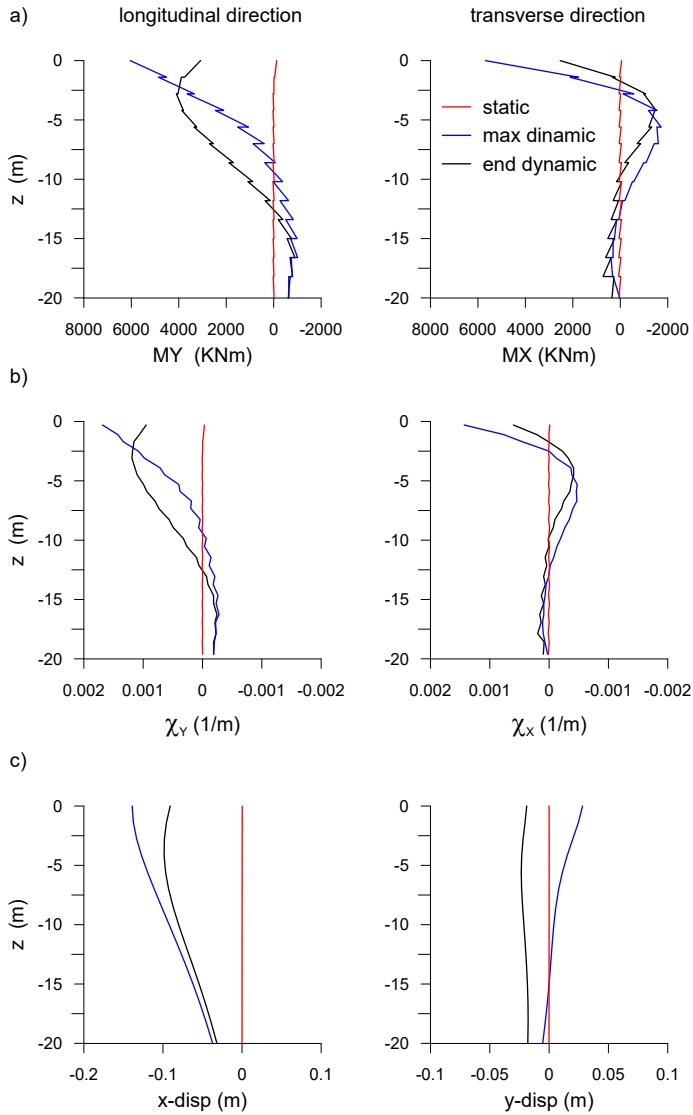 a)
longitudinal direction
transverse direction
0
-5
-10
-15
-20
z (m)
8000 6000 4000 2000 0 -2000
MY (KNm)
0
-5
-10
-15
-20
static
max dinamic
end dynamic
8000 6000 4000 2000 0 -2000
MX (KNm)
b)
0
-5
-10
-15
-20
z (m)
0.002 0.001 0 -0.001 -0.002
χY (1/m)
0
-5
-10
-15
-20
0.002 0.001 0 -0.001 -0.002
χX (1/m)
c)
0
-5
-10
-15
-20
z (m)
-0.2 -0.1 0 0.1
x-disp (m)
0
-5
-10
-15
-20
-0.1 -0.05 0 0.05 0.1
y-disp (m)